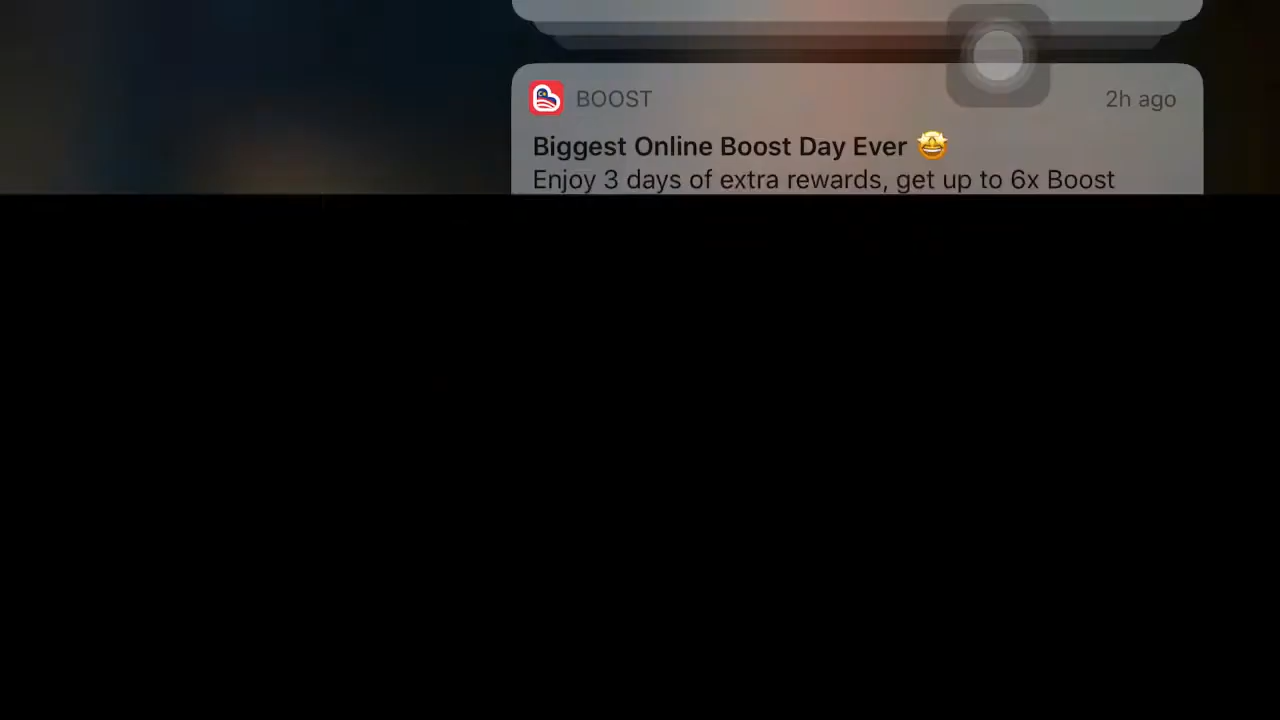 BOOST
2h ago
Biggest Online Boost Day Ever 🤩
Enjoy 3 days of extra rewards, get up to 6x Boost